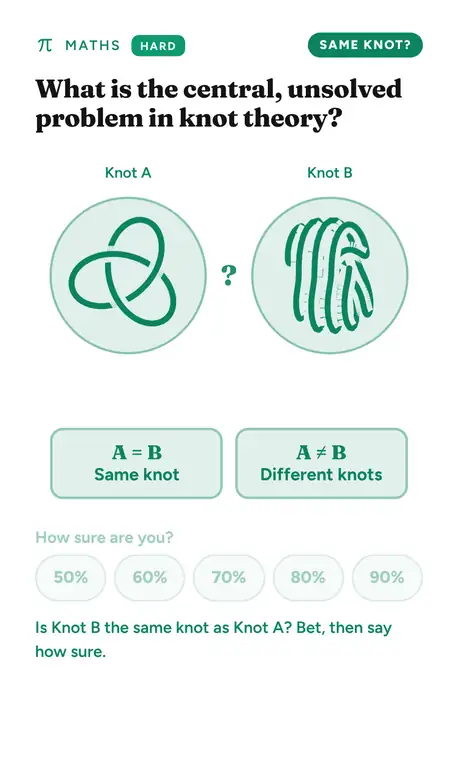 π MATHS HARD SAME KNOT?
What is the central, unsolved
problem in knot theory?
Knot A Knot B
?
A = B A ≠ B
Same knot Different knots
How sure are you?
50% 60% 70% 80% 90%
Is Knot B the same knot as Knot A? Bet, then say
how sure.